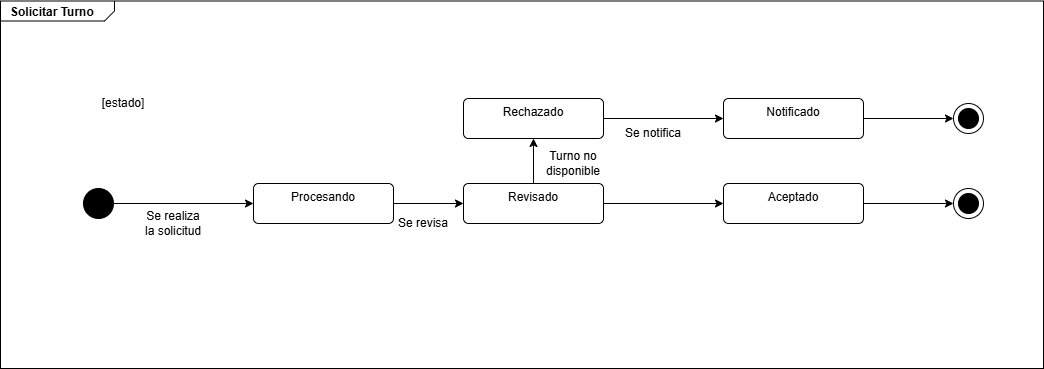 Solicitar Turno
[estado]
Rechazado
Se notifica
Notificado
Turno no
disponible
Se realiza
la solicitud
Procesando
Se revisa
Revisado
Aceptado